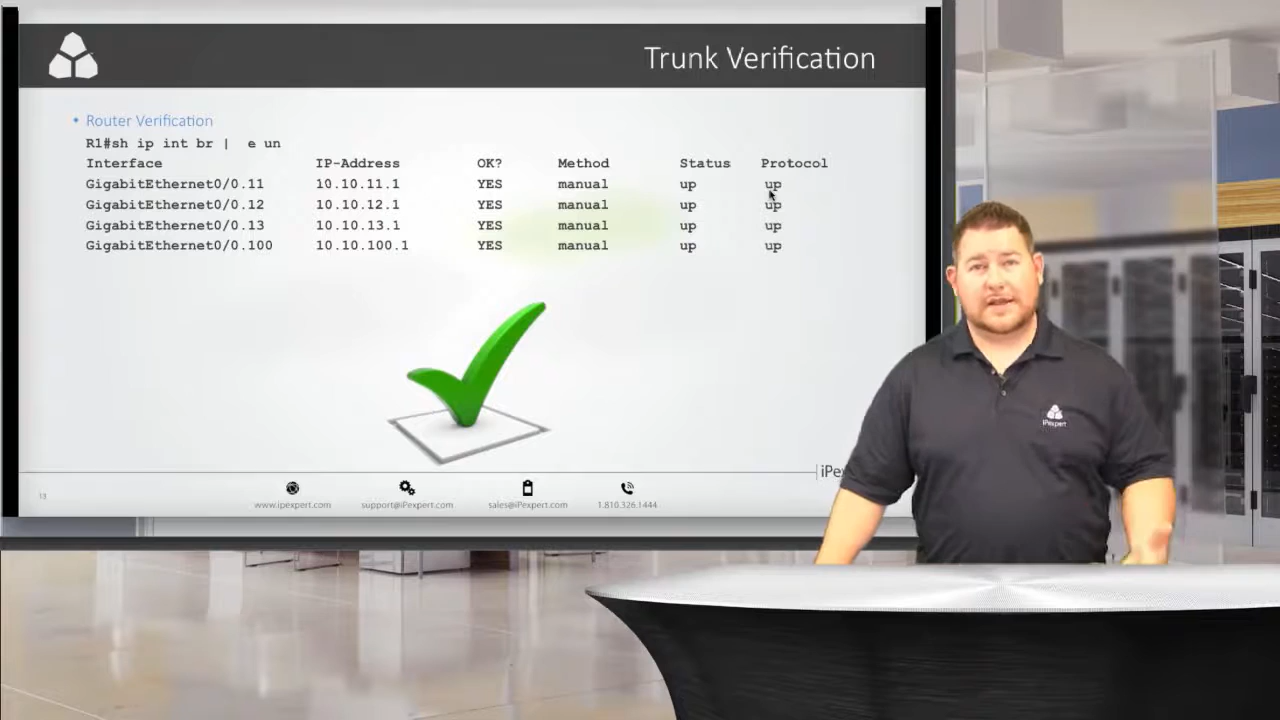 Trunk Verification
• Router Verification
R1#sh ip int br | e un
Interface IP-Address OK? Method Status Protocol
GigabitEthernet0/0.11 10.10.11.1 YES manual up up
GigabitEthernet0/0.12 10.10.12.1 YES manual up up
GigabitEthernet0/0.13 10.10.13.1 YES manual up up
GigabitEthernet0/0.100 10.10.100.1 YES manual up up
iPe
13
www.ipexpert.com support@iPexpert.com sales@iPexpert.com 1.810.326.1444
iPexpert